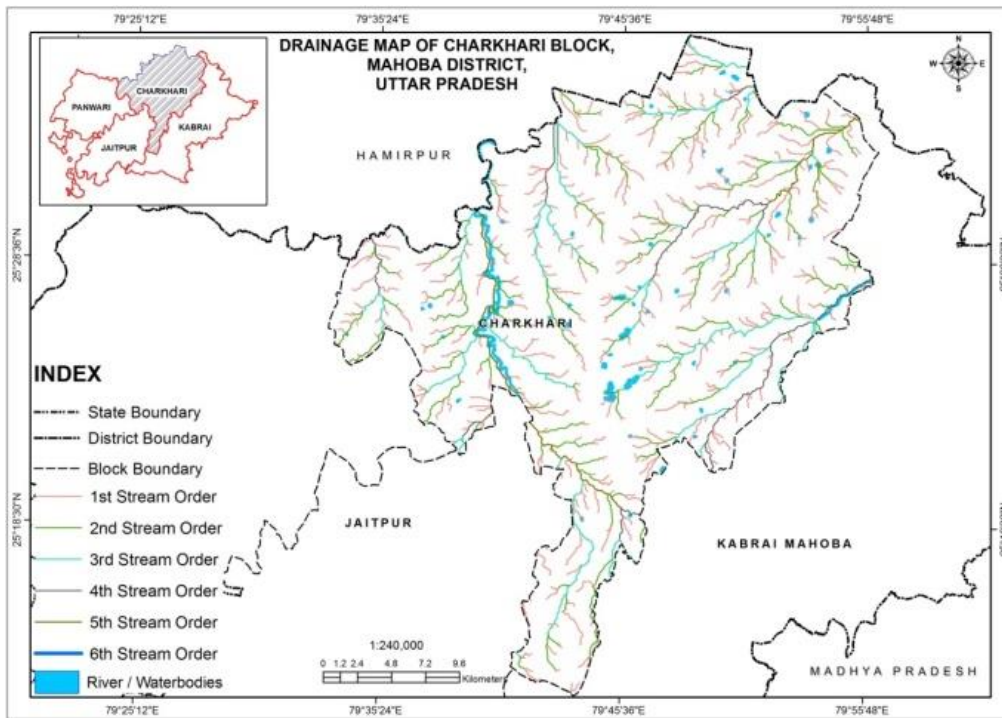 79°25'12"E 79°35'24"E 79°45'36"E 79°55'48"E
DRAINAGE MAP OF CHARKHARI BLOCK,
MAHOBA DISTRICT,
UTTAR PRADESH
N
W E
S
PANWARI
CHARKHARI
KABRAI
JAITPUR
HAMIRPUR
25°28'36"N
CHARKHARI
INDEX
State Boundary
District Boundary
Block Boundary
1st Stream Order
2nd Stream Order
3rd Stream Order
4th Stream Order
5th Stream Order
6th Stream Order
River / Waterbodies
25°18'30"N
JAITPUR
KABRAI MAHOBA
1:240,000
0 1.2 2.4 4.8 7.2 9.6
Kilometers
MADHYA PRADESH
79°25'12"E 79°35'24"E 79°45'36"E 79°55'48"E